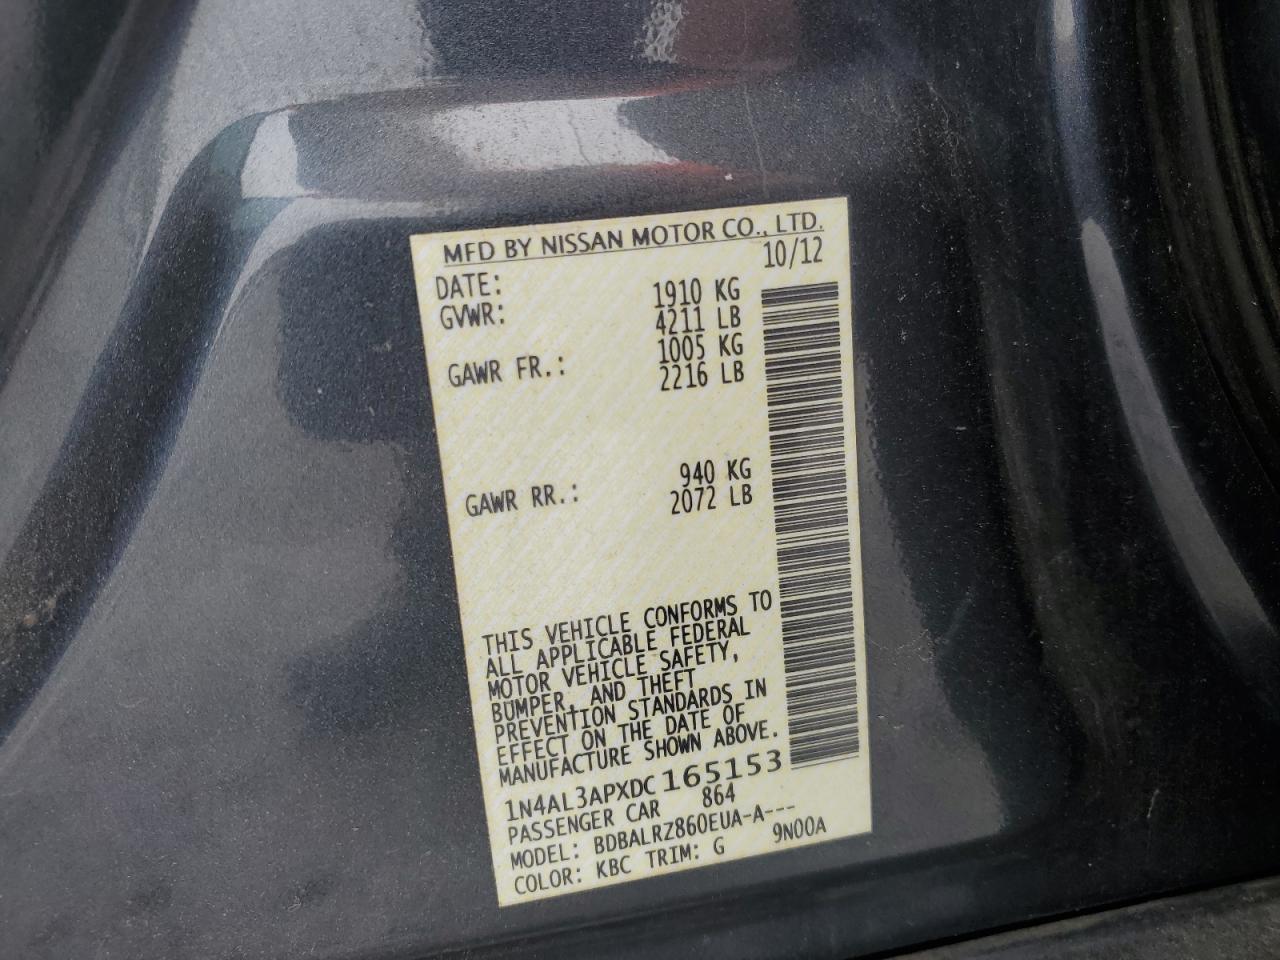 MFD BY NISSAN MOTOR CO., LTD.
DATE: 10/12
GVWR: 1910 KG
4211 LB
GAWR FR.: 1005 KG
2216 LB
GAWR RR.: 940 KG
2072 LB
THIS VEHICLE CONFORMS TO
ALL APPLICABLE FEDERAL
MOTOR VEHICLE SAFETY,
BUMPER, AND THEFT
PREVENTION STANDARDS IN
EFFECT ON THE DATE OF
MANUFACTURE SHOWN ABOVE.
1N4AL3APXDC165153
PASSENGER CAR 864
MODEL: BDBALRZ860EUA-A---
COLOR: KBC TRIM: G 9N00A